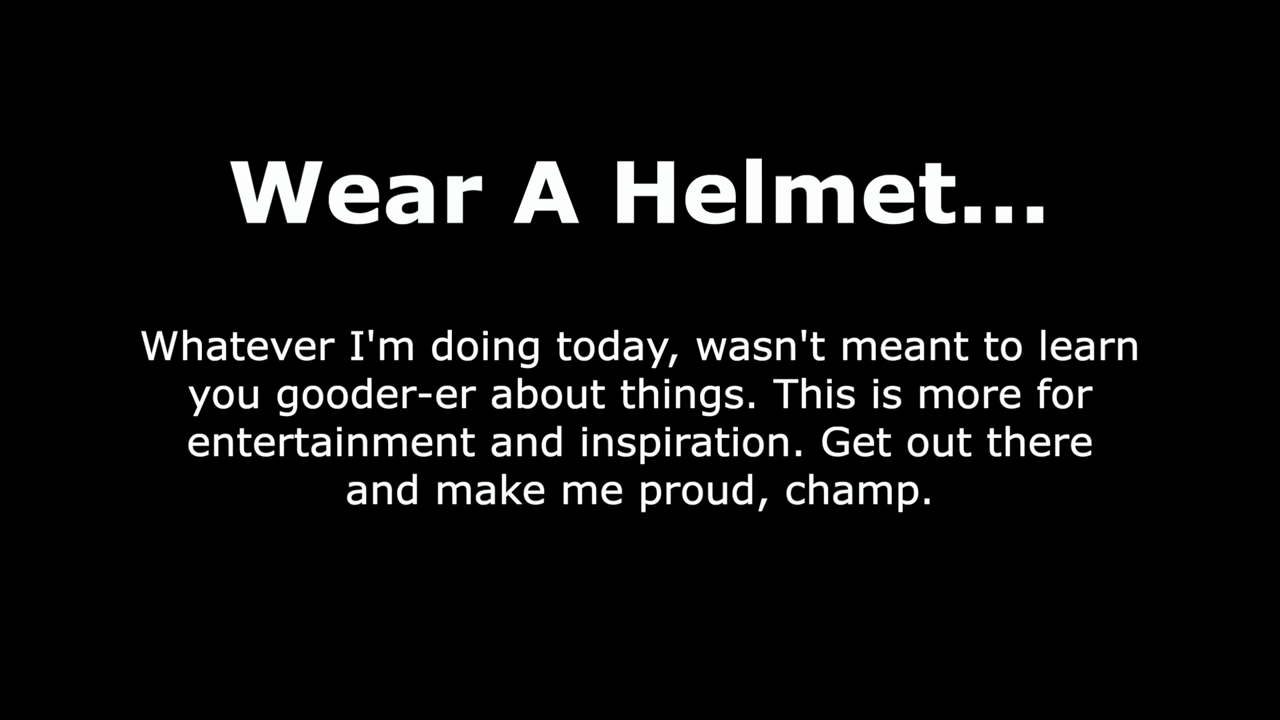 Wear A Helmet...
Whatever I'm doing today, wasn't meant to learn
you gooder-er about things. This is more for
entertainment and inspiration. Get out there
and make me proud, champ.